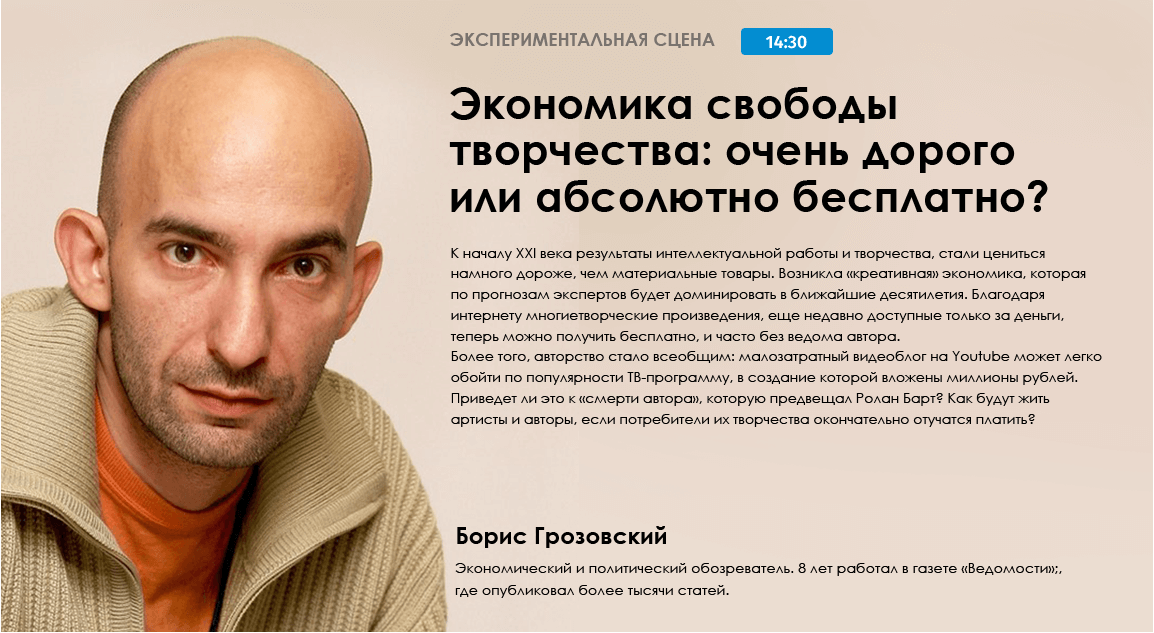 ЭКСПЕРИМЕНТАЛЬНАЯ СЦЕНА 14:30
Экономика свободы
творчества: очень дорого
или абсолютно бесплатно?
К началу XXI века результаты интеллектуальной работы и творчества, стали цениться
намного дороже, чем материальные товары. Возникла «креативная» экономика, которая
по прогнозам экспертов будет доминировать в ближайшие десятилетия. Благодаря
интернету многиетворческие произведения, еще недавно доступные только за деньги,
теперь можно получить бесплатно, и часто без ведома автора.
Более того, авторство стало всеобщим: малозатратный видеоблог на Youtube может легко
обойти по популярности ТВ-программу, в создание которой вложены миллионы рублей.
Приведет ли это к «смерти автора», которую предвещал Ролан Барт? Как будут жить
артисты и авторы, если потребители их творчества окончательно отучатся платить?
Борис Грозовский
Экономический и политический обозреватель. 8 лет работал в газете «Ведомости»;,
где опубликовал более тысячи статей.